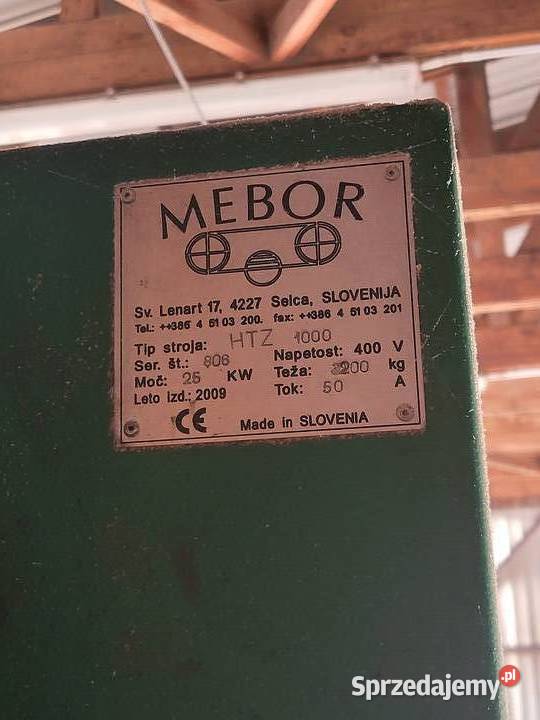 MEBOR
Sv. Lenart 17, 4227 Selca, SLOVENIJA
Tel.: ++386 4 51 03 200. fax: ++386 4 51 03 201
Tip stroja: HTZ 1000
Ser. št.: 806 Napetost: 400 V
Moč: 25 KW Teža: 3200 kg
Leto izd.: 2009 Tok: 50 A
CE Made in SLOVENIA
Sprzedajemy.pl